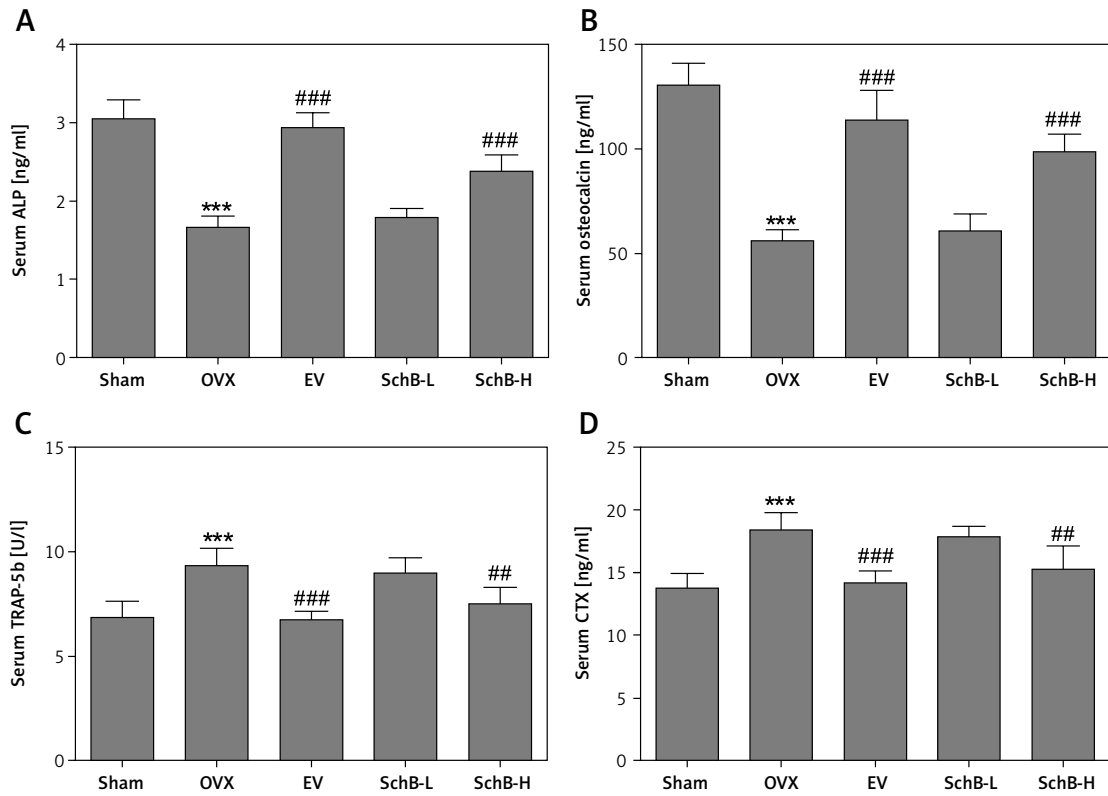 A
Serum ALP [ng/ml]
4
3
2
1
0
***
###
###
Sham OVX EV SchB-L SchB-H
B
Serum osteocalcin [ng/ml]
150
100
50
0
***
###
###
Sham OVX EV SchB-L SchB-H
C
Serum TRAP-5b [U/l]
15
10
5
0
***
###
##
Sham OVX EV SchB-L SchB-H
D
Serum CTX [ng/ml]
25
20
15
10
5
0
***
###
##
Sham OVX EV SchB-L SchB-H